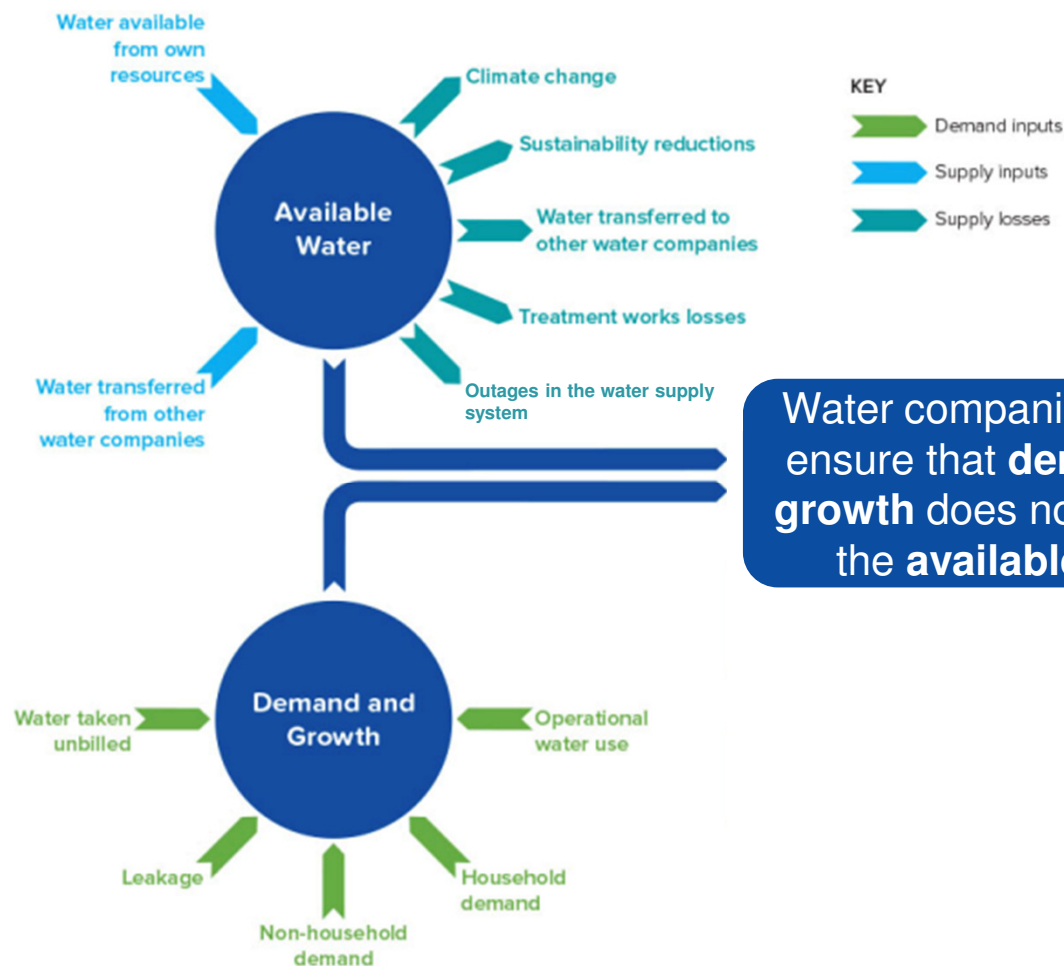 Water available
from own
resources
Climate change
Sustainability reductions
Available
Water
Water transferred to
other water companies
Treatment works losses
Outages in the water supply
system
Water transferred
from other
water companies
KEY
Demand inputs
Supply inputs
Supply losses
Water compani
ensure that der
growth does no
the available
Demand and
Growth
Water taken
unbilled
Operational
water use
Leakage
Household
demand
Non-household
demand